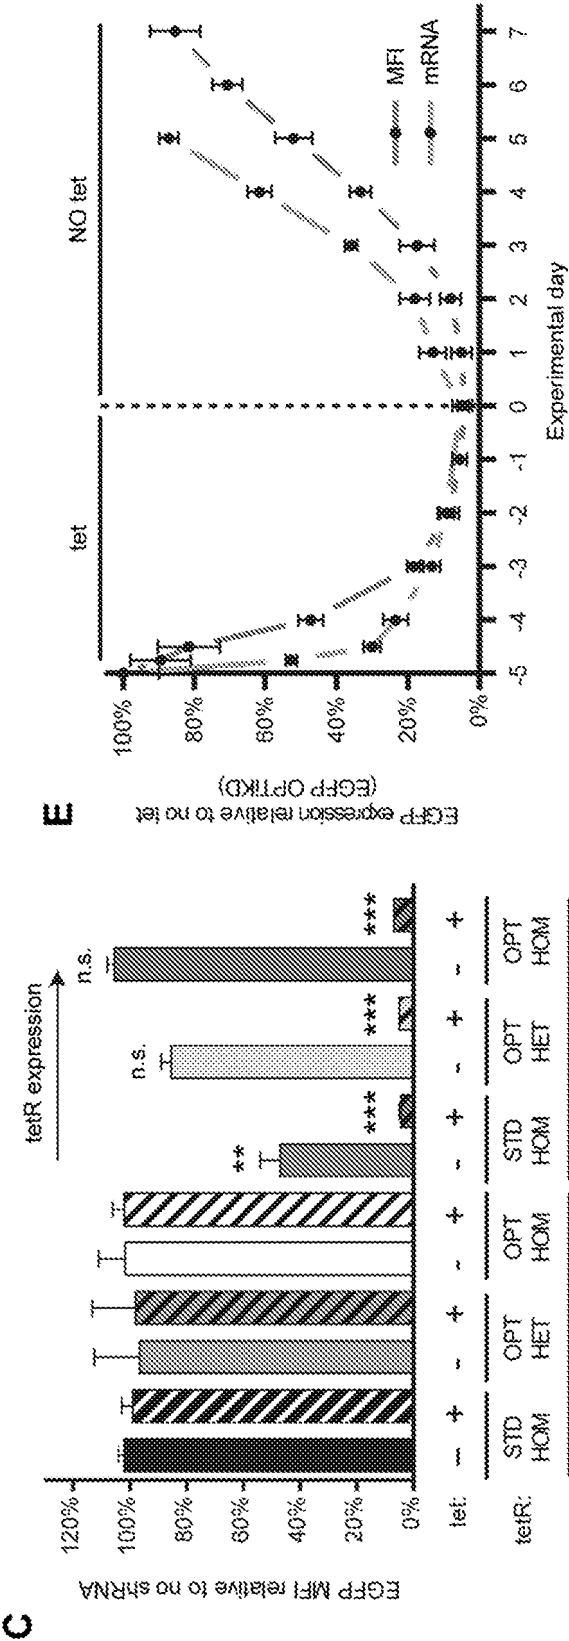 C
EGFP MFI relative to no shRNA
120%
100%
80%
60%
40%
20%
0%
tetR expression
**
***
n.s.
***
n.s.
***
tet: - + - + - + - + - + - +
tetR: STD HOM OPT HET OPT HOM STD HOM OPT HET OPT HOM
E
EGFP expression relative to no tet
(EGFP OPTiKD)
100%
80%
60%
40%
20%
0%
tet
NO tet
MFI
mRNA
-5 -4 -3 -2 -1 0 1 2 3 4 5 6 7
Experimental day